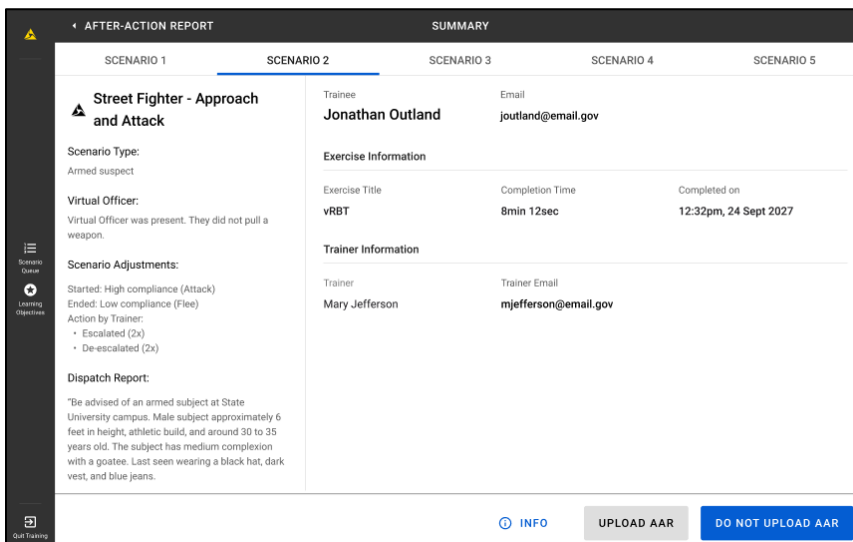 AFTER-ACTION REPORT
SUMMARY
SCENARIO 1
SCENARIO 2
SCENARIO 3
SCENARIO 4
SCENARIO 5
Street Fighter - Approach
and Attack
Scenario Type:
Armed suspect
Virtual Officer:
Virtual Officer was present. They did not pull a
weapon.
Scenario Adjustments:
Started: High compliance (Attack)
Ended: Low compliance (Flee)
Action by Trainer:
• Escalated (2x)
• De-escalated (2x)
Dispatch Report:
"Be advised of an armed subject at State
University campus. Male subject approximately 6
feet in height, athletic build, and around 30 to 35
years old. The subject has medium complexion
with a goatee. Last seen wearing a black hat, dark
vest, and blue jeans.
Trainee
Jonathan Outland
Email
joutland@email.gov
Exercise Information
Exercise Title
vRBT
Completion Time
8min 12sec
Completed on
12:32pm, 24 Sept 2027
Trainer Information
Trainer
Mary Jefferson
Trainer Email
mjefferson@email.gov
Scenario
Queue
Learning
Objectives
Quit Training
INFO
UPLOAD AAR
DO NOT UPLOAD AAR